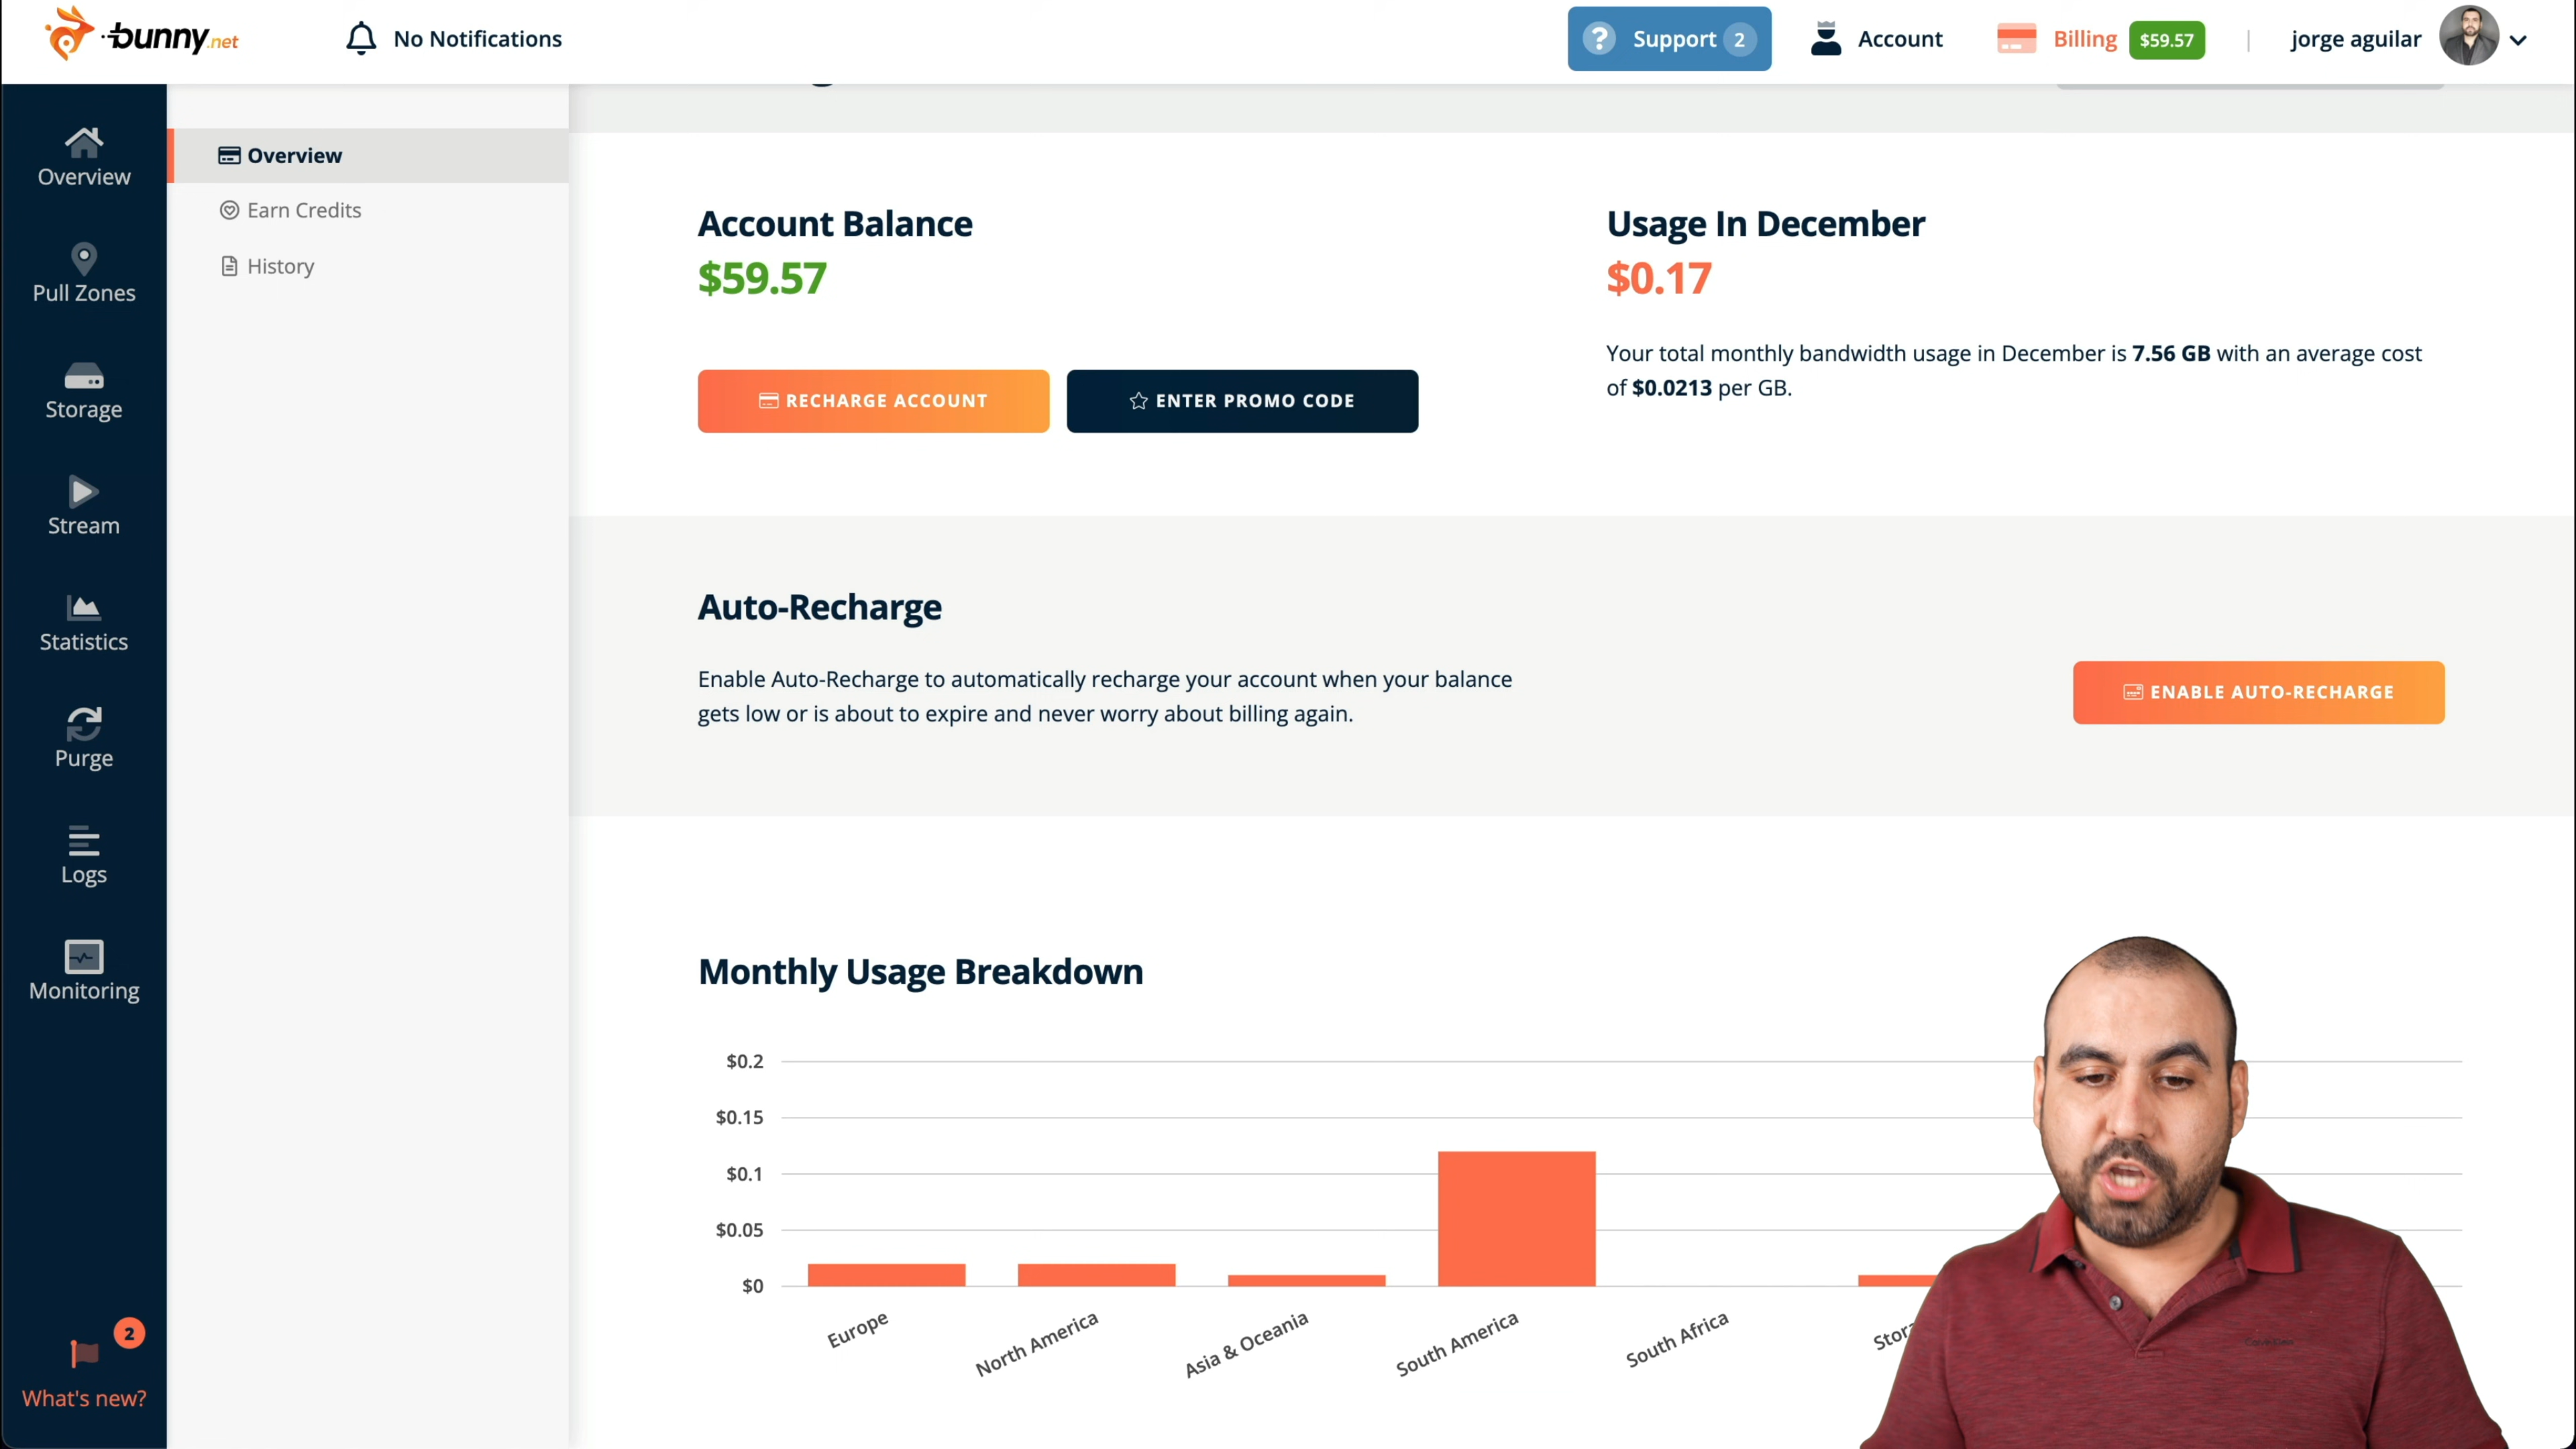 bunny.net
No Notifications
Support 2
Account
Billing $59.57
jorge aguilar
Overview
Pull Zones
Storage
Stream
Statistics
Purge
Logs
Monitoring
2
What's new?
Overview
Earn Credits
History
Account Balance
$59.57
RECHARGE ACCOUNT
ENTER PROMO CODE
Usage In December
$0.17
Your total monthly bandwidth usage in December is 7.56 GB with an average cost
of $0.0213 per GB.
Auto-Recharge
Enable Auto-Recharge to automatically recharge your account when your balance
gets low or is about to expire and never worry about billing again.
ENABLE AUTO-RECHARGE
Monthly Usage Breakdown
$0.2
$0.15
$0.1
$0.05
$0
Europe
North America
Asia & Oceania
South America
South Africa